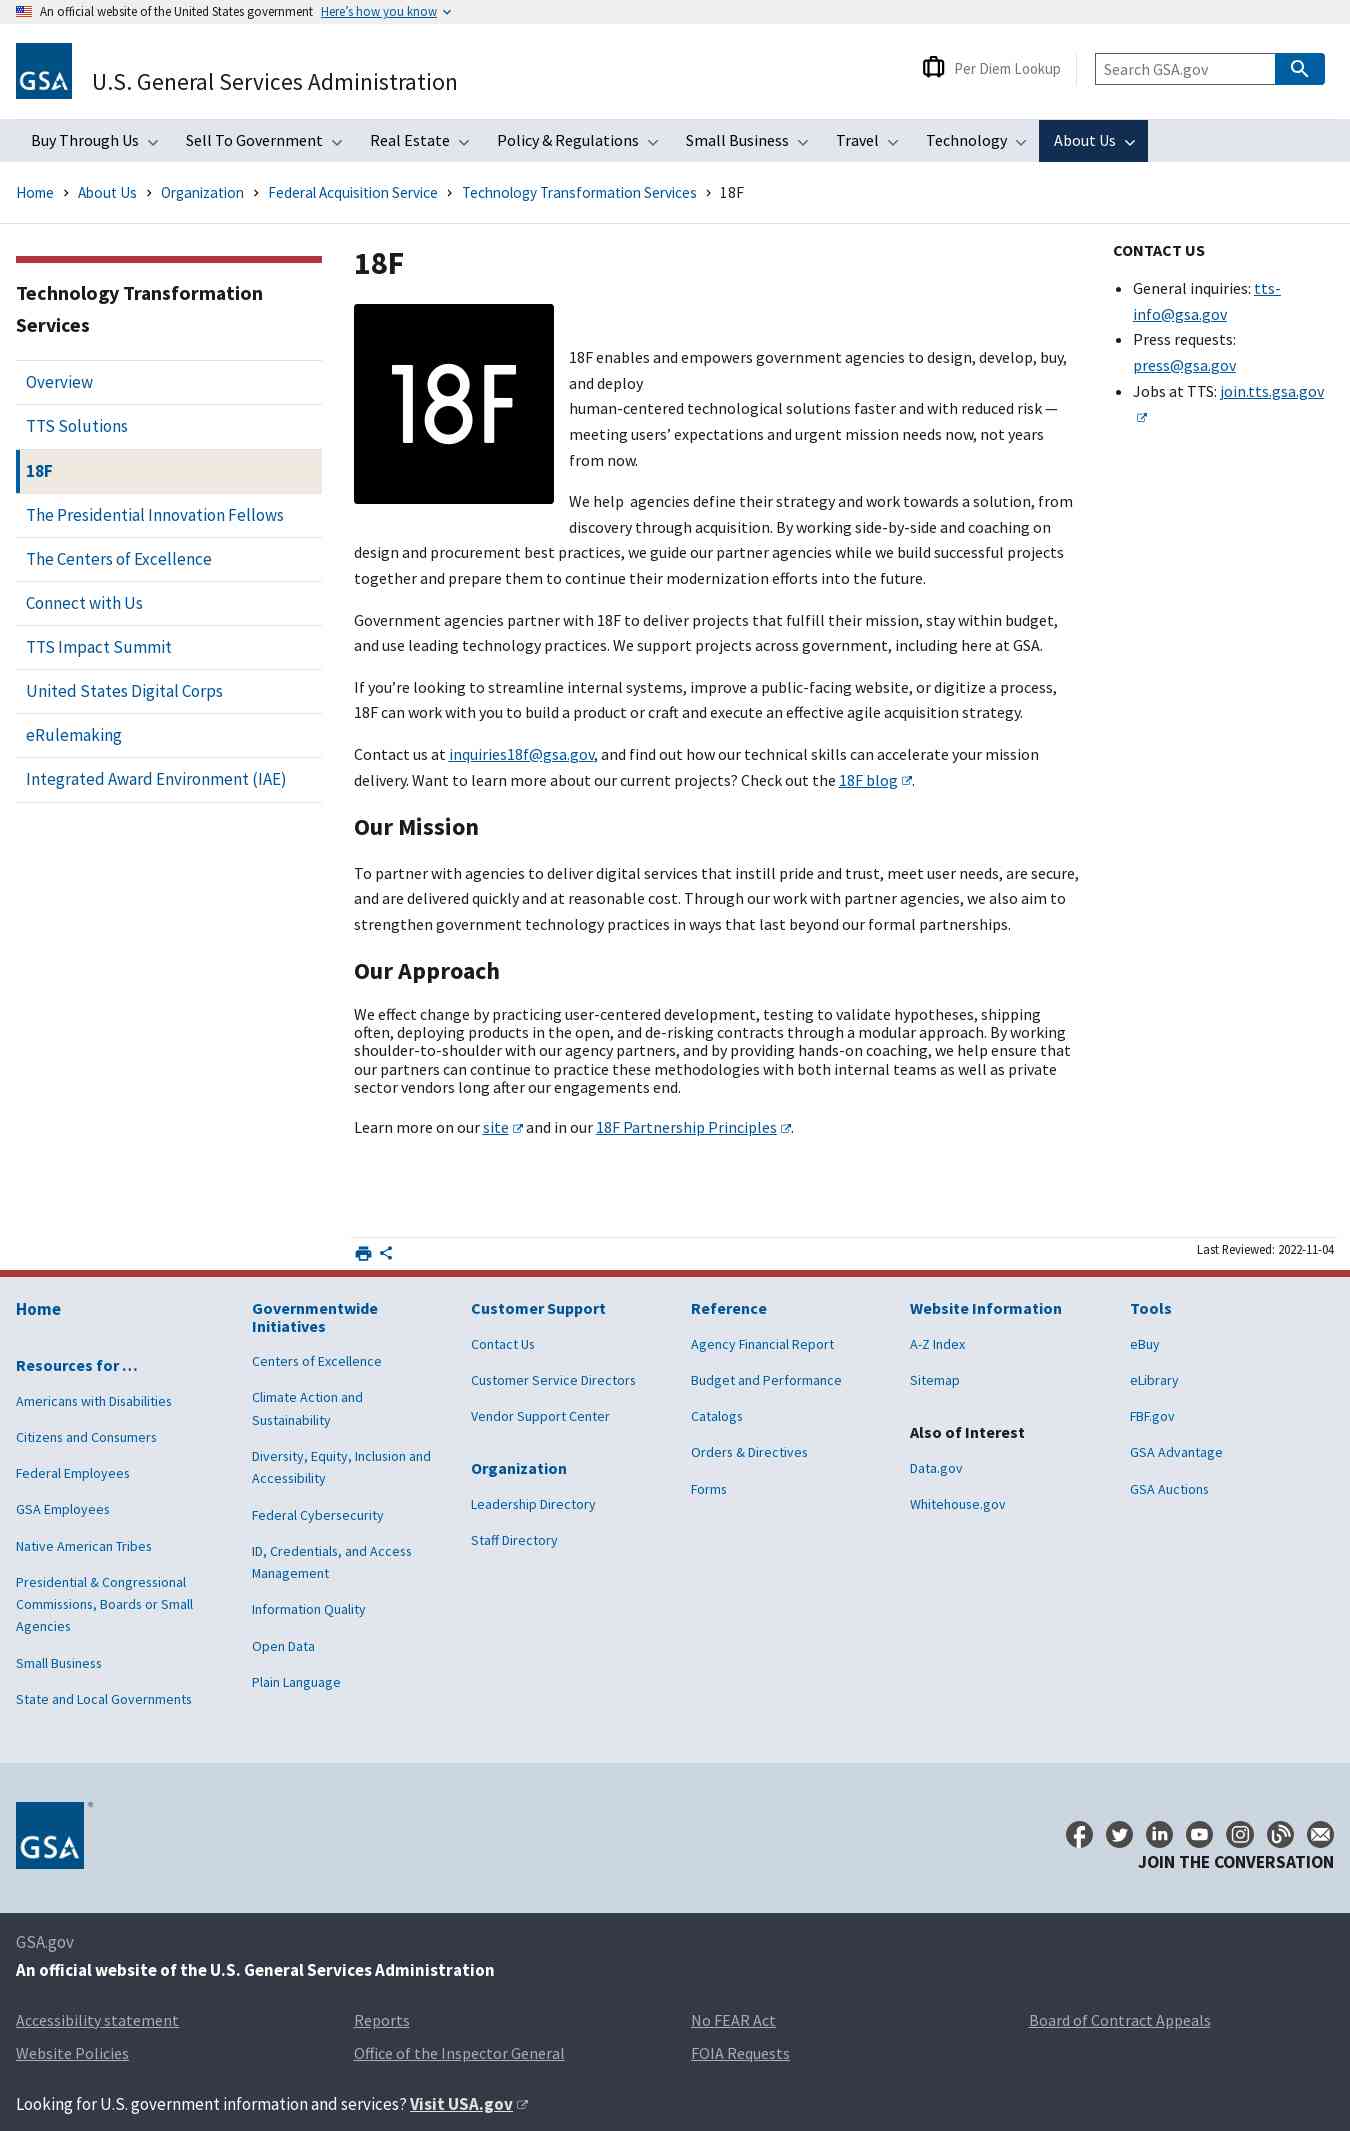 An official website of the United States government Here’s how you know
GSA
U.S. General Services Administration
Per Diem Lookup
Search GSA.gov
Buy Through Us
Sell To Government
Real Estate
Policy & Regulations
Small Business
Travel
Technology
About Us
Home › About Us › Organization › Federal Acquisition Service › Technology Transformation Services › 18F
Technology Transformation
Services
Overview
TTS Solutions
18F
The Presidential Innovation Fellows
The Centers of Excellence
Connect with Us
TTS Impact Summit
United States Digital Corps
eRulemaking
Integrated Award Environment (IAE)
18F
18F
18F enables and empowers government agencies to design, develop, buy,
and deploy
human-centered technological solutions faster and with reduced risk —
meeting users’ expectations and urgent mission needs now, not years
from now.
We help  agencies define their strategy and work towards a solution, from
discovery through acquisition. By working side-by-side and coaching on
design and procurement best practices, we guide our partner agencies while we build successful projects
together and prepare them to continue their modernization efforts into the future.
Government agencies partner with 18F to deliver projects that fulfill their mission, stay within budget,
and use leading technology practices. We support projects across government, including here at GSA.
If you’re looking to streamline internal systems, improve a public-facing website, or digitize a process,
18F can work with you to build a product or craft and execute an effective agile acquisition strategy.
Contact us at inquiries18f@gsa.gov, and find out how our technical skills can accelerate your mission
delivery. Want to learn more about our current projects? Check out the 18F blog.
Our Mission
To partner with agencies to deliver digital services that instill pride and trust, meet user needs, are secure,
and are delivered quickly and at reasonable cost. Through our work with partner agencies, we also aim to
strengthen government technology practices in ways that last beyond our formal partnerships.
Our Approach
We effect change by practicing user-centered development, testing to validate hypotheses, shipping
often, deploying products in the open, and de-risking contracts through a modular approach. By working
shoulder-to-shoulder with our agency partners, and by providing hands-on coaching, we help ensure that
our partners can continue to practice these methodologies with both internal teams as well as private
sector vendors long after our engagements end.
Learn more on our site and in our 18F Partnership Principles.
CONTACT US
General inquiries: tts-
info@gsa.gov
Press requests:
press@gsa.gov
Jobs at TTS: join.tts.gsa.gov
Last Reviewed: 2022-11-04
Home
Resources for …
Americans with Disabilities
Citizens and Consumers
Federal Employees
GSA Employees
Native American Tribes
Presidential & Congressional
Commissions, Boards or Small
Agencies
Small Business
State and Local Governments
Governmentwide
Initiatives
Centers of Excellence
Climate Action and
Sustainability
Diversity, Equity, Inclusion and
Accessibility
Federal Cybersecurity
ID, Credentials, and Access
Management
Information Quality
Open Data
Plain Language
Customer Support
Contact Us
Customer Service Directors
Vendor Support Center
Organization
Leadership Directory
Staff Directory
Reference
Agency Financial Report
Budget and Performance
Catalogs
Orders & Directives
Forms
Website Information
A-Z Index
Sitemap
Also of Interest
Data.gov
Whitehouse.gov
Tools
eBuy
eLibrary
FBF.gov
GSA Advantage
GSA Auctions
GSA
JOIN THE CONVERSATION
GSA.gov
An official website of the U.S. General Services Administration
Accessibility statement
Reports
No FEAR Act
Board of Contract Appeals
Website Policies
Office of the Inspector General
FOIA Requests
Looking for U.S. government information and services? Visit USA.gov